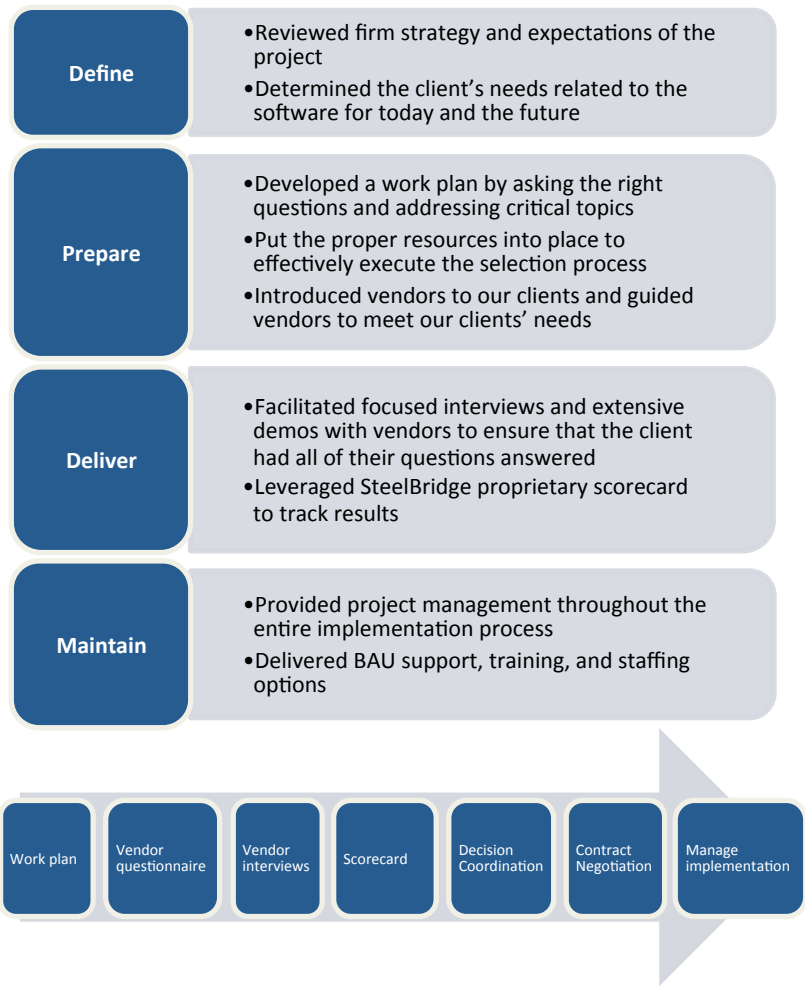 Define
•Reviewed firm strategy and expectations of the
project
•Determined the client’s needs related to the
software for today and the future
Prepare
•Developed a work plan by asking the right
questions and addressing critical topics
•Put the proper resources into place to
effectively execute the selection process
•Introduced vendors to our clients and guided
vendors to meet our clients’ needs
Deliver
•Facilitated focused interviews and extensive
demos with vendors to ensure that the client
had all of their questions answered
•Leveraged SteelBridge proprietary scorecard
to track results
Maintain
•Provided project management throughout the
entire implementation process
•Delivered BAU support, training, and staffing
options
Work plan
Vendor
questionnaire
Vendor
interviews
Scorecard
Decision
Coordination
Contract
Negotiation
Manage
implementation